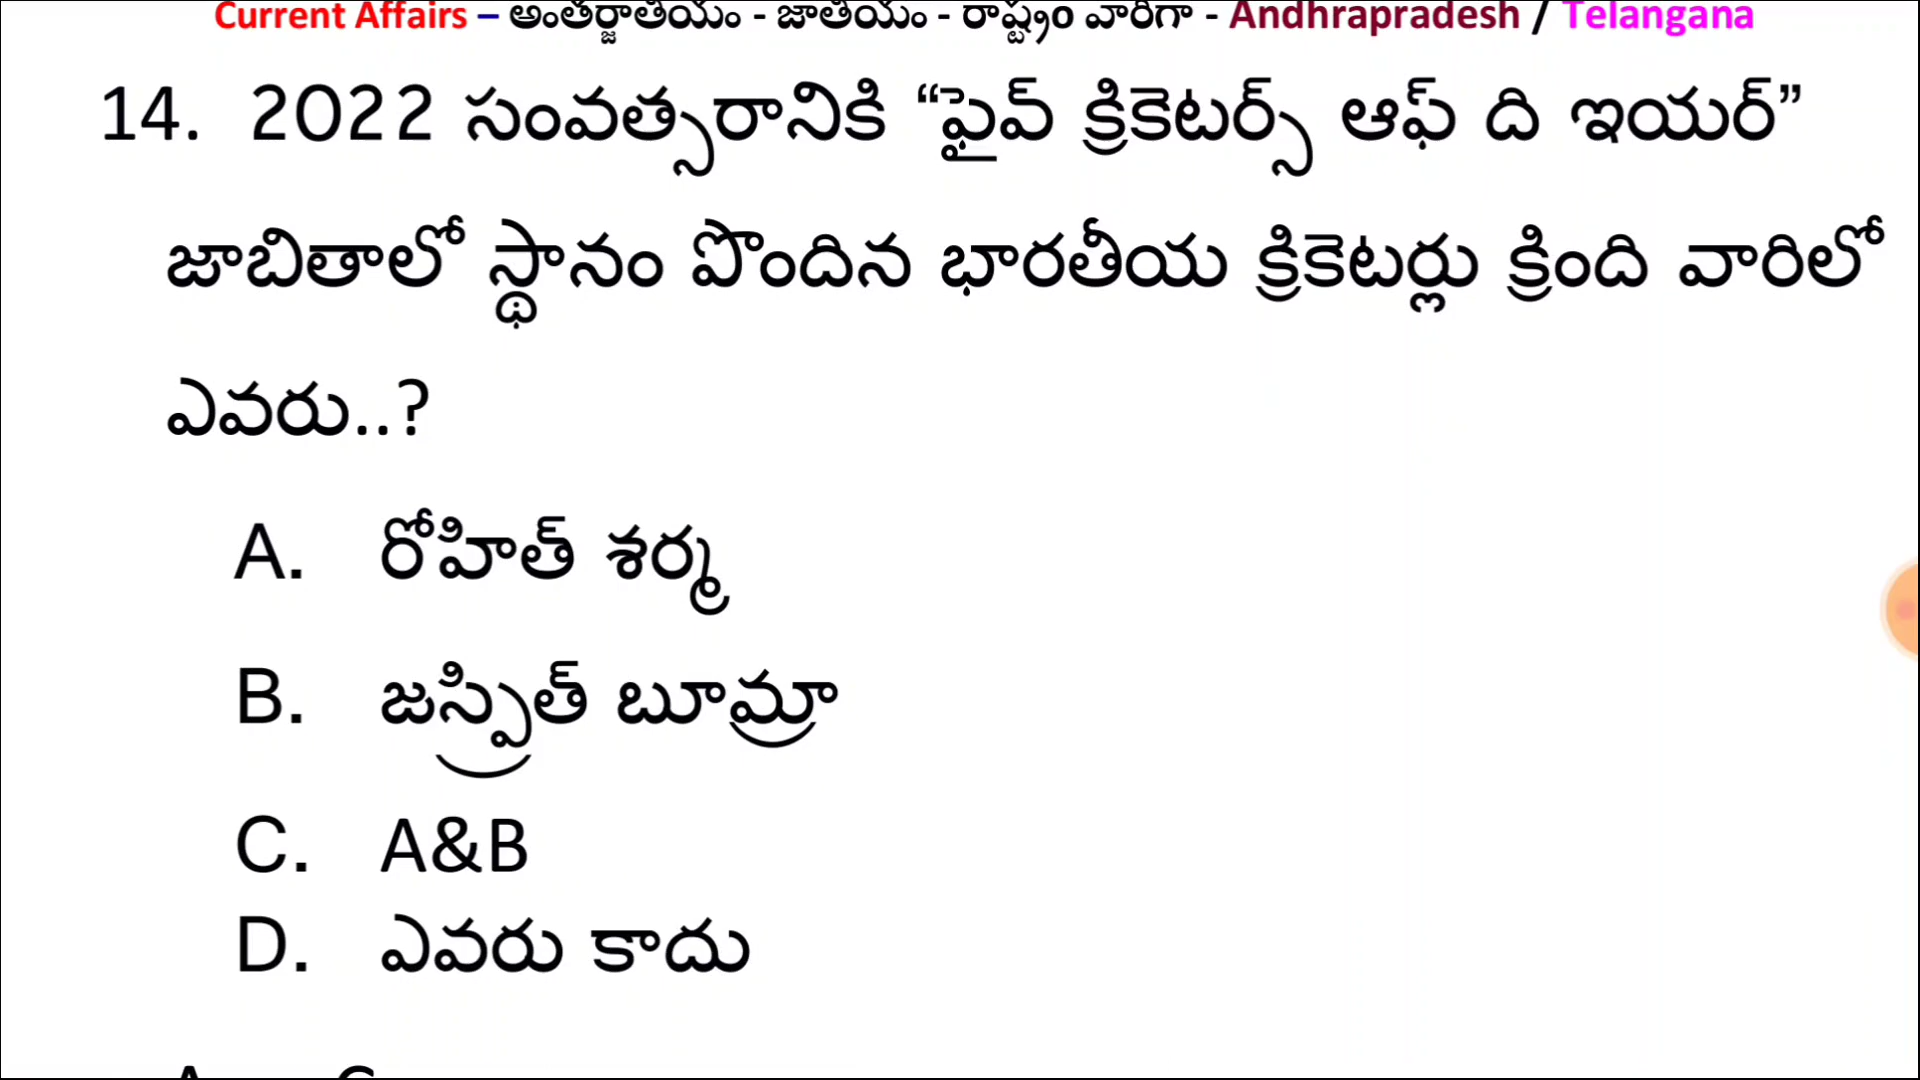 Current Affairs – అంతర్జాతీయం - జాతీయం - రాష్ట్రం వారీగా - Andhrapradesh / Telangana
14. 2022 సంవత్సరానికి “ఫైవ్ క్రికెటర్స్ ఆఫ్ ది ఇయర్”
జాబితాలో స్థానం పొందిన భారతీయ క్రికెటర్లు క్రింది వారిలో
ఎవరు..?
A. రోహిత్ శర్మ
B. జస్ప్రిత్ బూమ్రా
C. A&B
D. ఎవరు కాదు